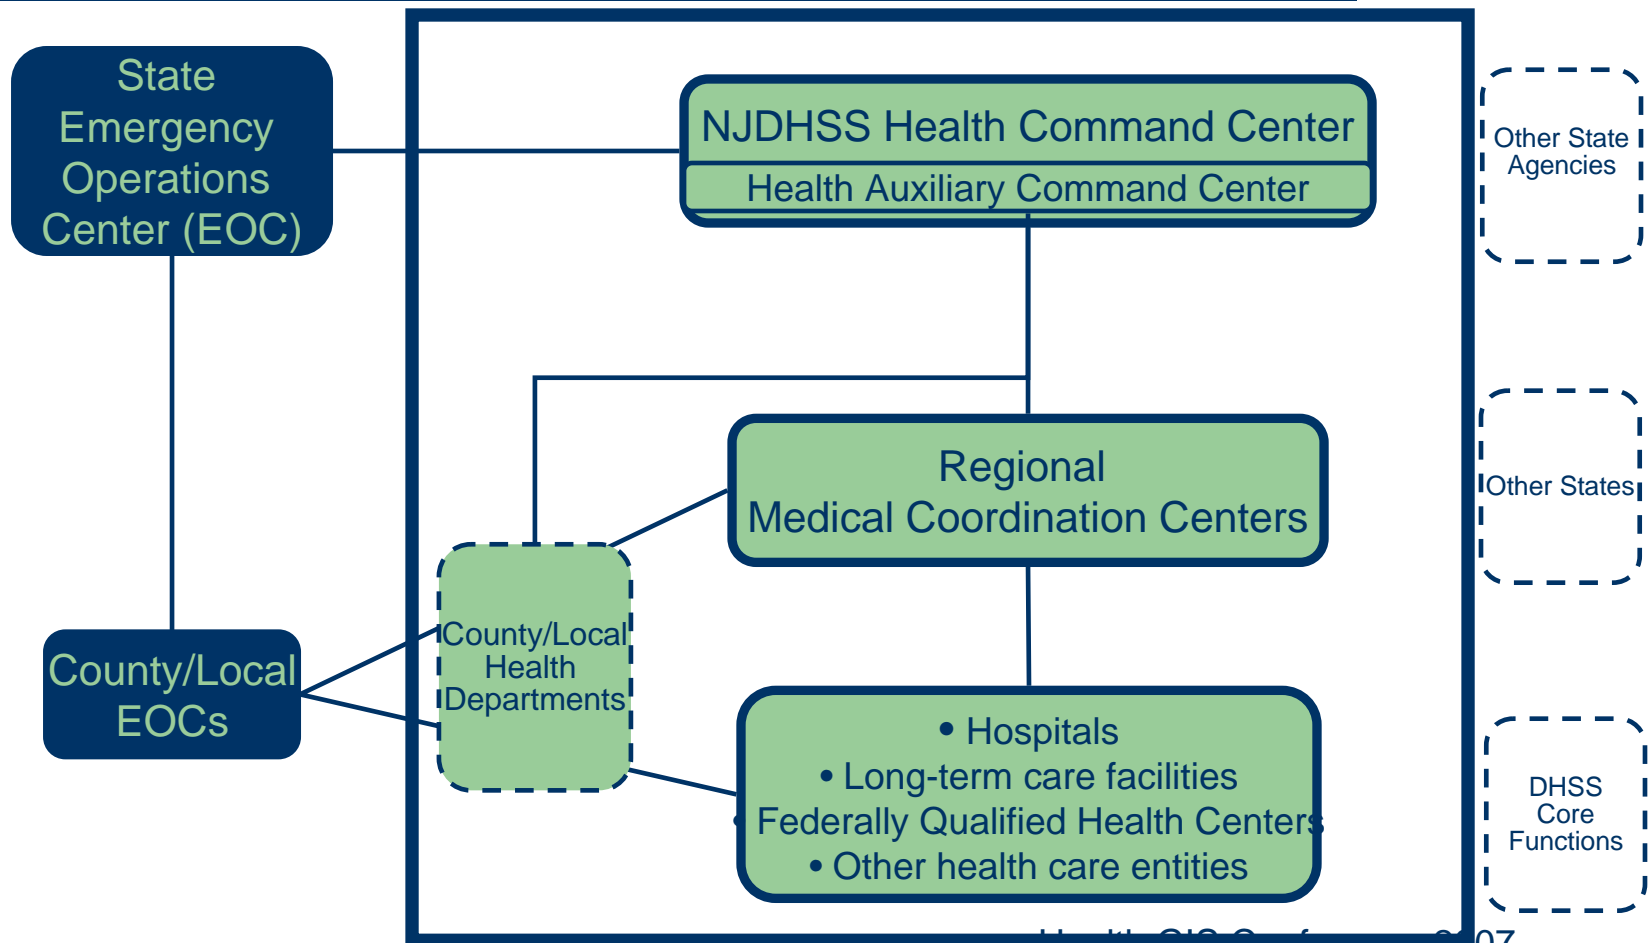 State
Emergency
Operations
Center (EOC)
NJDHSS Health Command Center
Health Auxiliary Command Center
Other State
Agencies
Regional
Medical Coordination Centers
Other States
County/Local
Health
Departments
County/Local
EOCs
• Hospitals
• Long-term care facilities
• Federally Qualified Health Centers
• Other health care entities
DHSS
Core
Functions